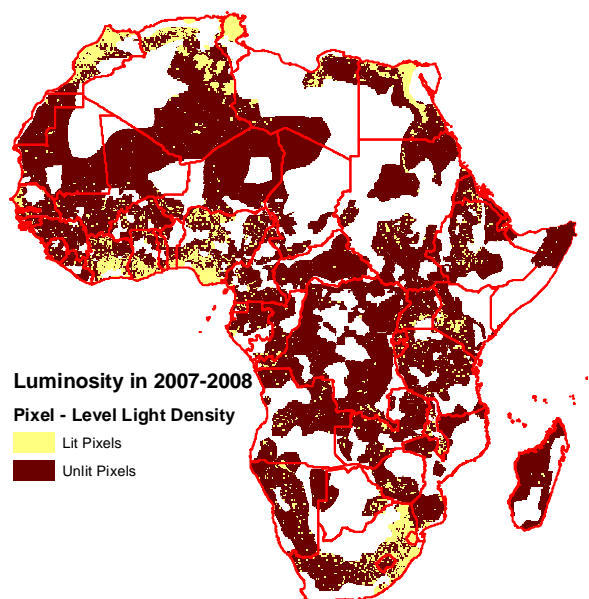 Luminosity in 2007-2008
Pixel - Level Light Density
Lit Pixels
Unlit Pixels